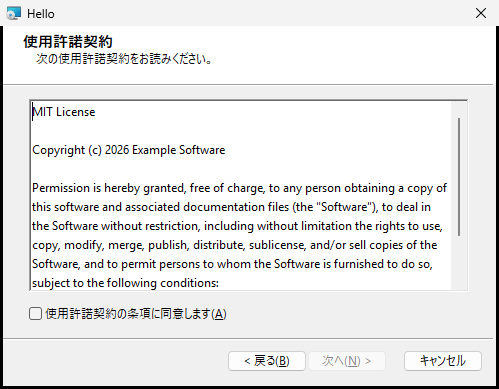 Hello
使用許諾契約
次の使用許諾契約をお読みください。
MIT License
Copyright (c) 2026 Example Software
Permission is hereby granted, free of charge, to any person obtaining a copy of
this software and associated documentation files (the "Software"), to deal in
the Software without restriction, including without limitation the rights to use,
copy, modify, merge, publish, distribute, sublicense, and/or sell copies of the
Software, and to permit persons to whom the Software is furnished to do so,
subject to the following conditions:
使用許諾契約の条項に同意します(A)
< 戻る(B)
次へ(N) >
キャンセル